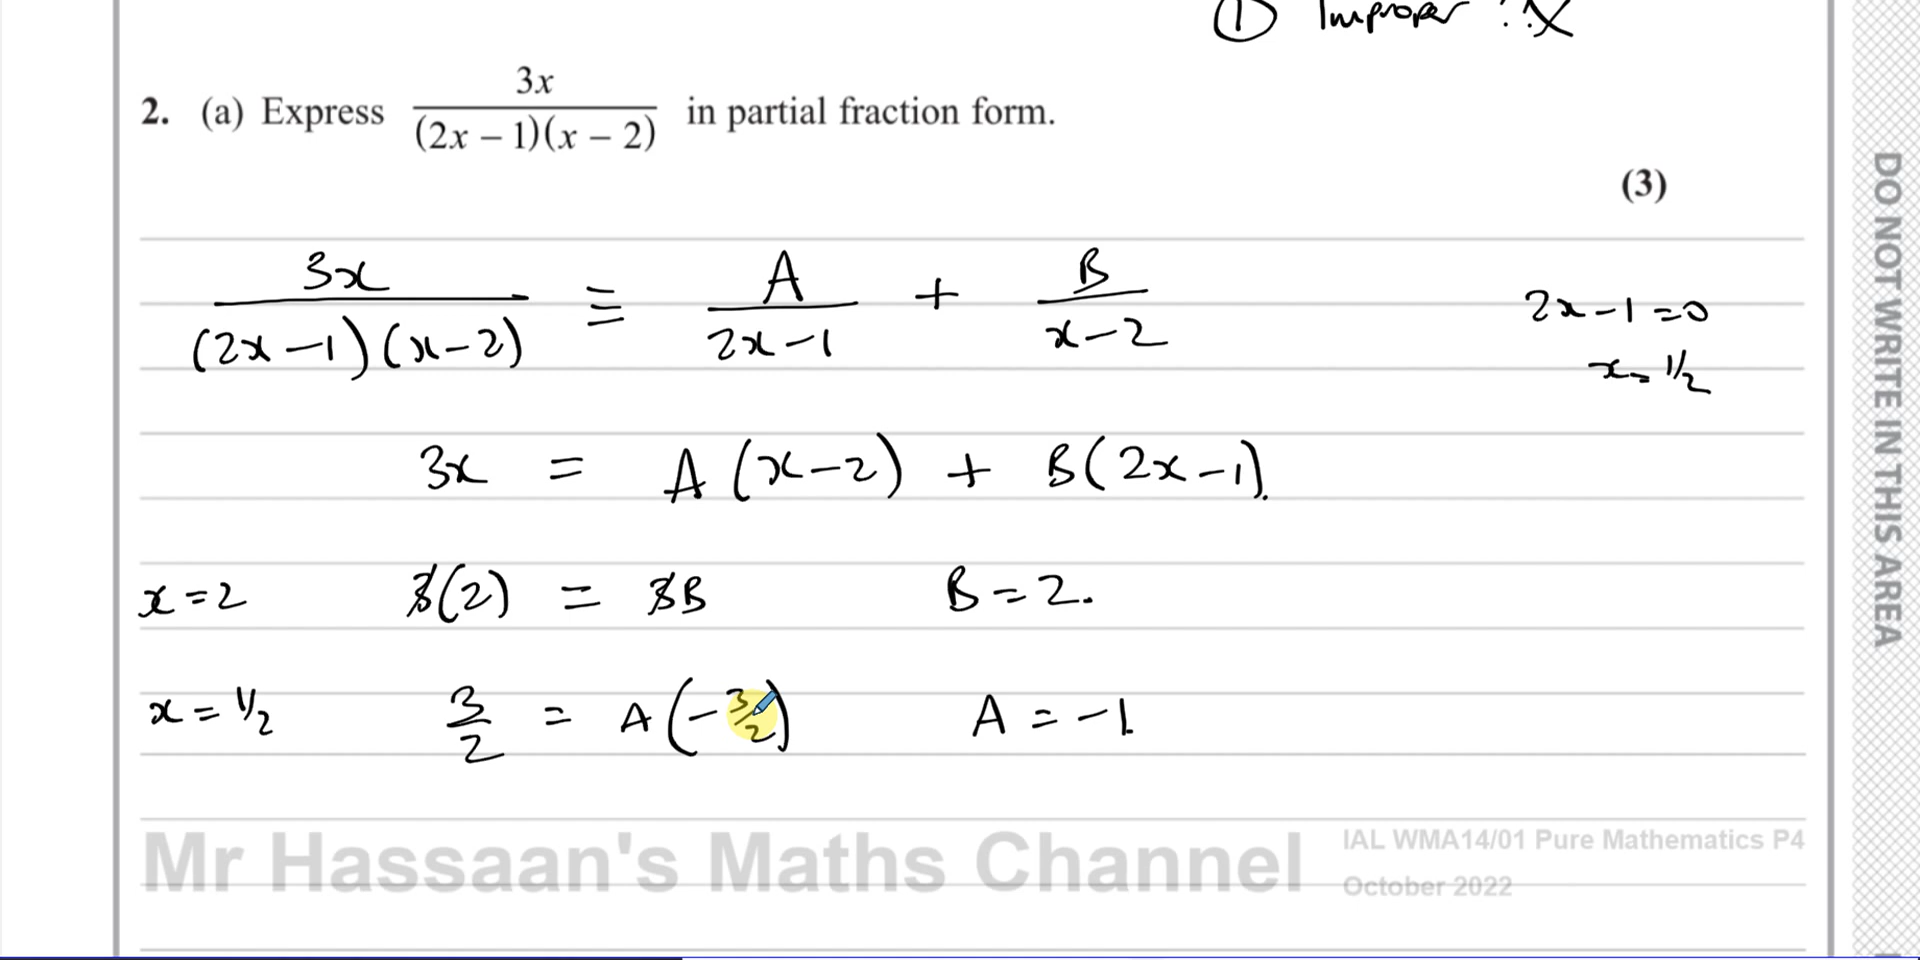 ① Improper ? : X
2. (a) Express 3x / (2x – 1)(x – 2) in partial fraction form.
(3)
3x / (2x – 1)(x – 2) ≡ A / 2x – 1 + B / x – 2
2x – 1 = 0
x = 1/2
3x = A (x – 2) + B(2x – 1).
x = 2 3(2) = 3B B = 2.
x = 1/2 3/2 = A (– 3/2) A = – 1.
Mr Hassaan's Maths Channel
IAL WMA14/01 Pure Mathematics P4
October 2022
DO NOT WRITE IN THIS AREA